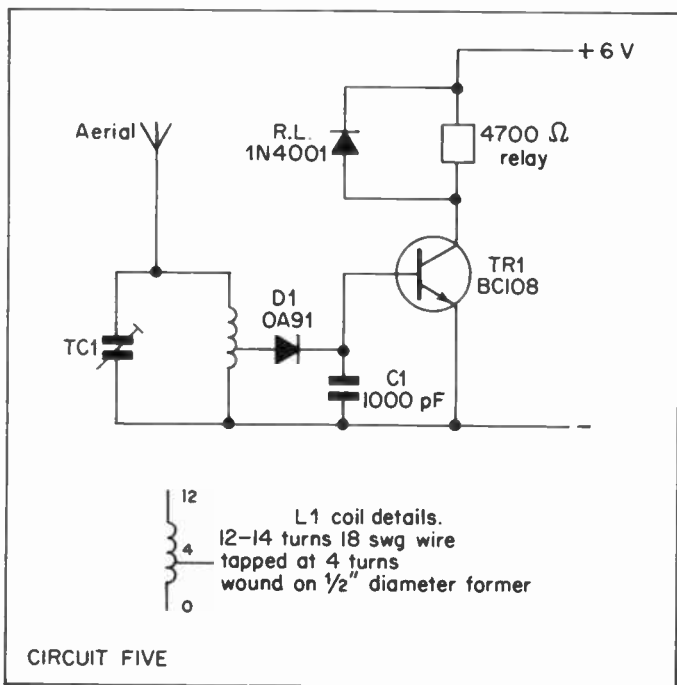 +6 V
Aerial
R.L.
1N4001
4700 Ω
relay
TR1
BC108
D1
OA91
TC1
C1
1000 pF
-
12
4
0
L1 coil details.
12-14 turns 18 swg wire
tapped at 4 turns
wound on 1/2" diameter former
CIRCUIT FIVE